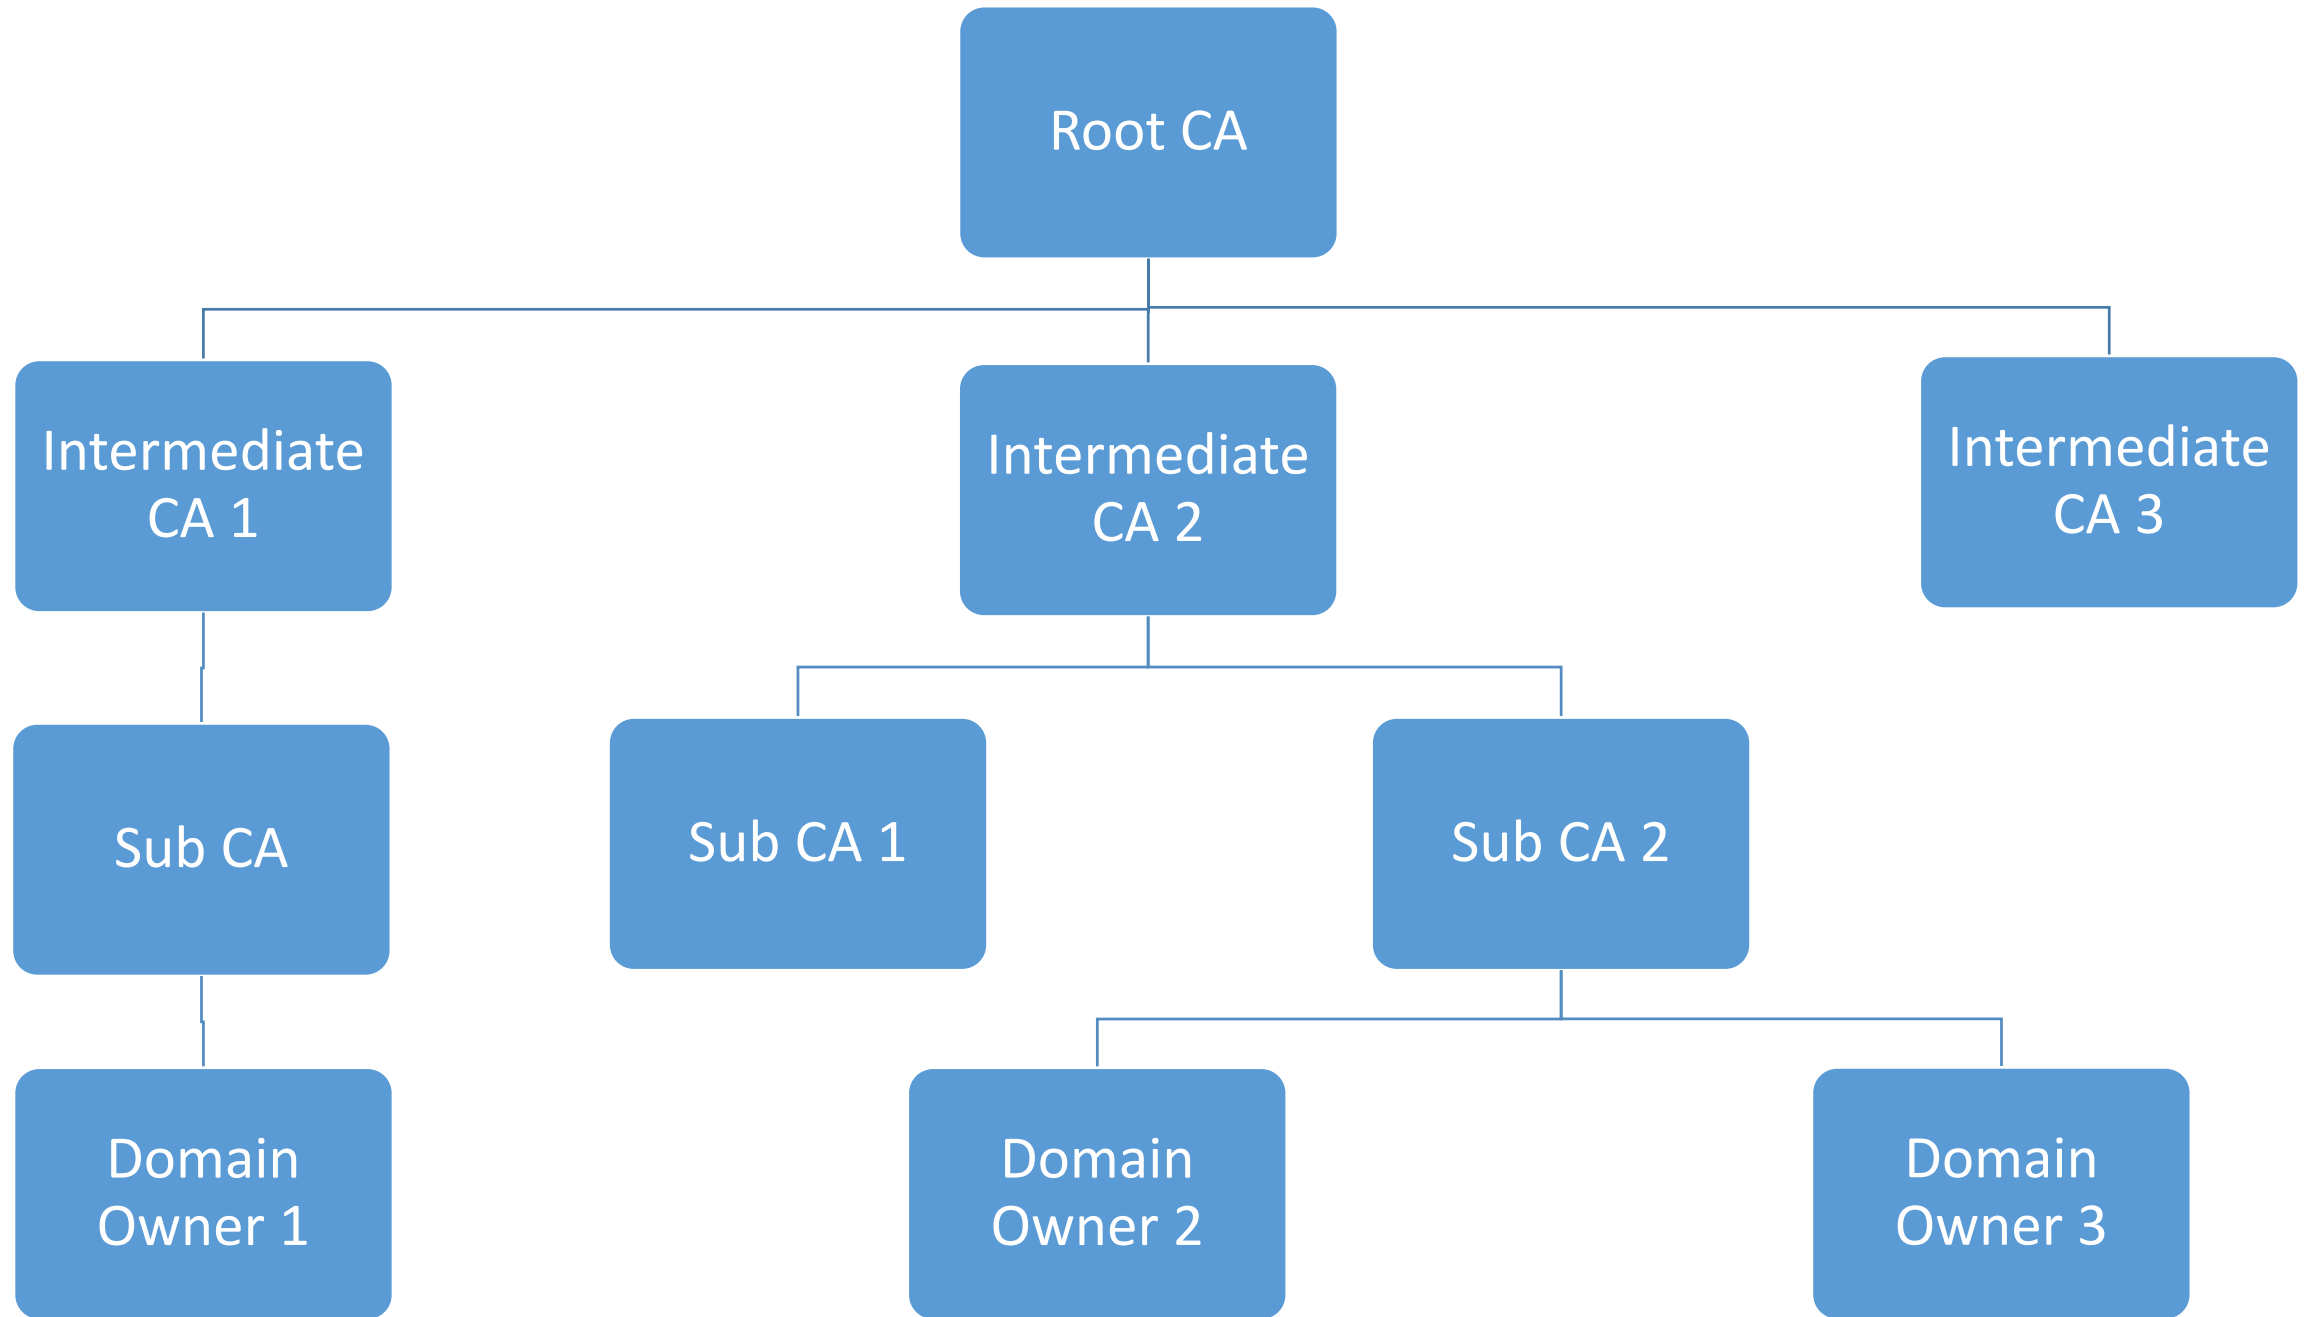 Root CA
Intermediate
CA 1
Intermediate
CA 2
Intermediate
CA 3
Sub CA
Sub CA 1
Sub CA 2
Domain
Owner 1
Domain
Owner 2
Domain
Owner 3